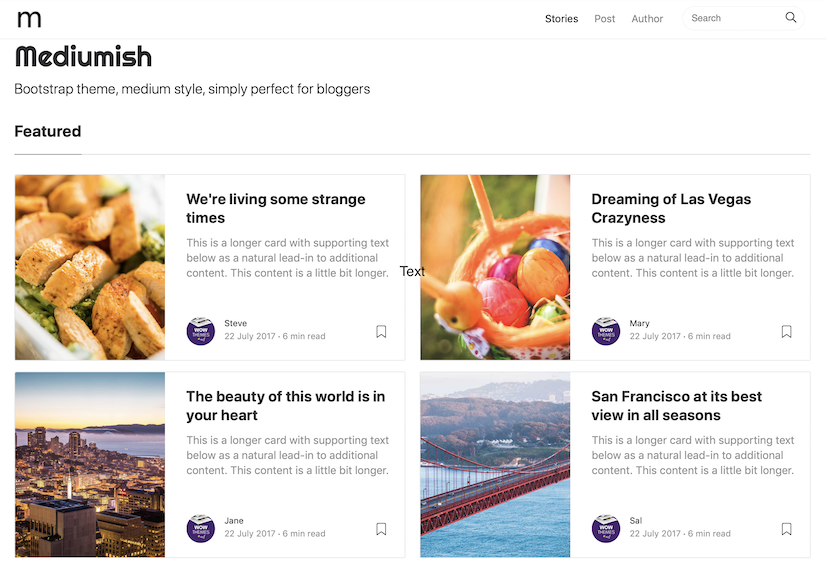 m
Stories Post Author Search
Mediumish
Bootstrap theme, medium style, simply perfect for bloggers
Featured
We're living some strange
times
This is a longer card with supporting text
below as a natural lead-in to additional
content. This content is a little bit longer.
Steve
22 July 2017 · 6 min read
Text
Dreaming of Las Vegas
Crazyness
This is a longer card with supporting text
below as a natural lead-in to additional
content. This content is a little bit longer.
Mary
22 July 2017 · 6 min read
The beauty of this world is in
your heart
This is a longer card with supporting text
below as a natural lead-in to additional
content. This content is a little bit longer.
Jane
22 July 2017 · 6 min read
San Francisco at its best
view in all seasons
This is a longer card with supporting text
below as a natural lead-in to additional
content. This content is a little bit longer.
Sal
22 July 2017 · 6 min read
WOW
THEMES
WOW
THEMES
WOW
THEMES
WOW
THEMES